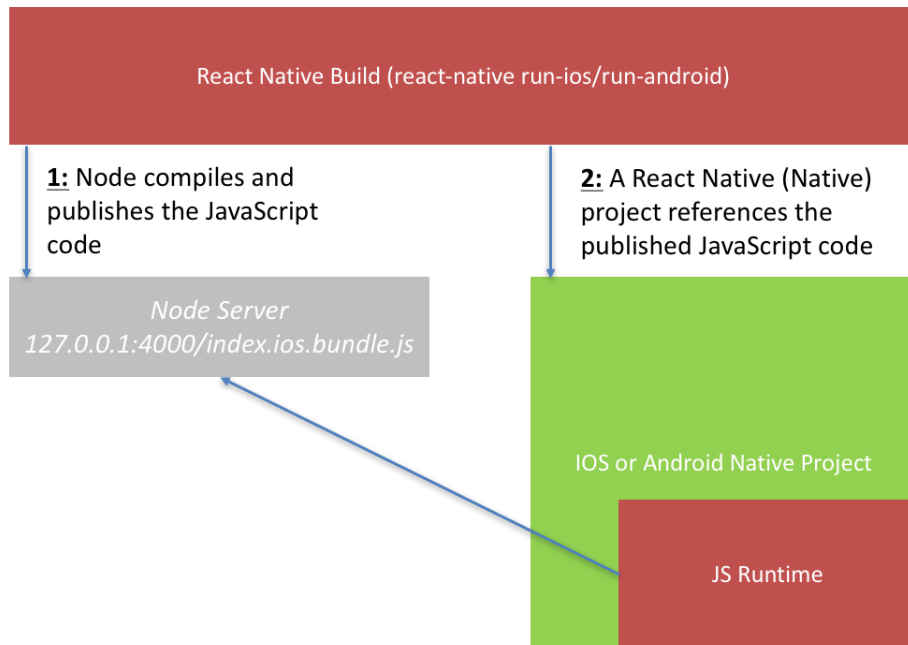 React Native Build (react-native run-ios/run-android)
1: Node compiles and
publishes the JavaScript
code
2: A React Native (Native)
project references the
published JavaScript code
Node Server
127.0.0.1:4000/index.ios.bundle.js
IOS or Android Native Project
JS Runtime